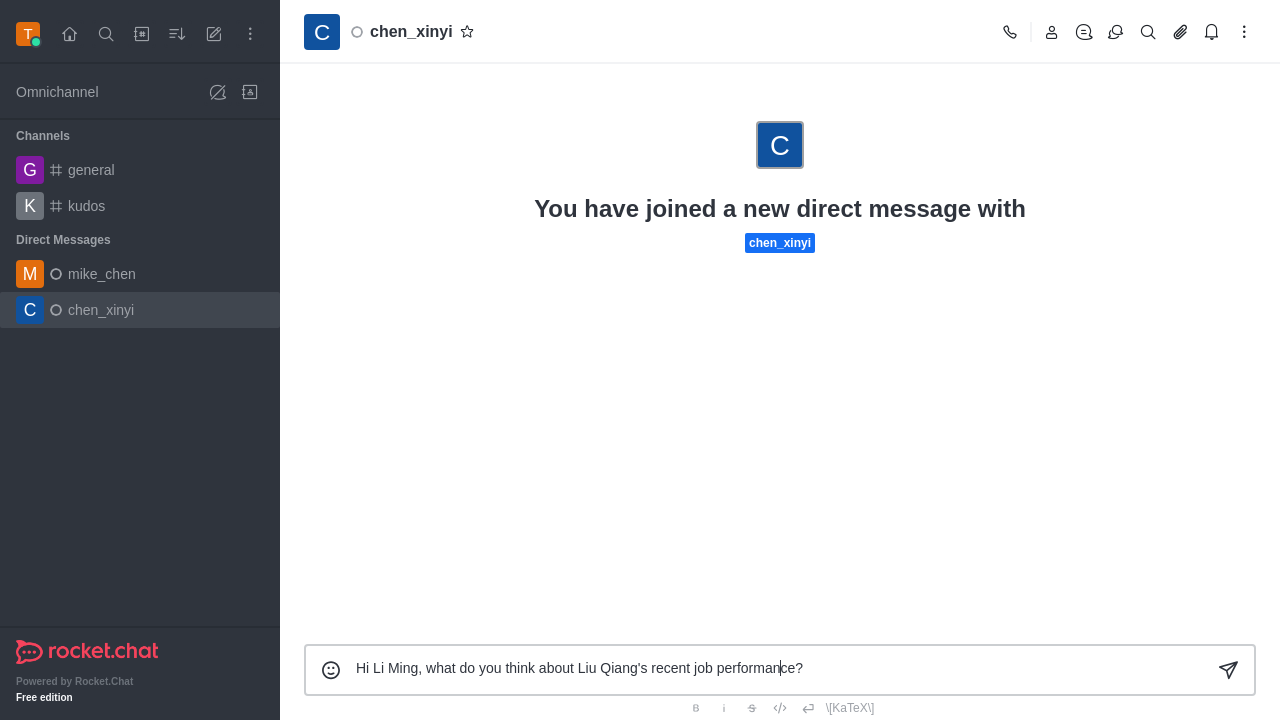 T
Omnichannel
Channels
G general
K kudos
Direct Messages
M mike_chen
C chen_xinyi
rocket.chat
Powered by Rocket.Chat
Free edition
C chen_xinyi
C
You have joined a new direct message with
chen_xinyi
Hi Li Ming, what do you think about Liu Qiang's recent job performance?
B i S </> \[KaTeX\]